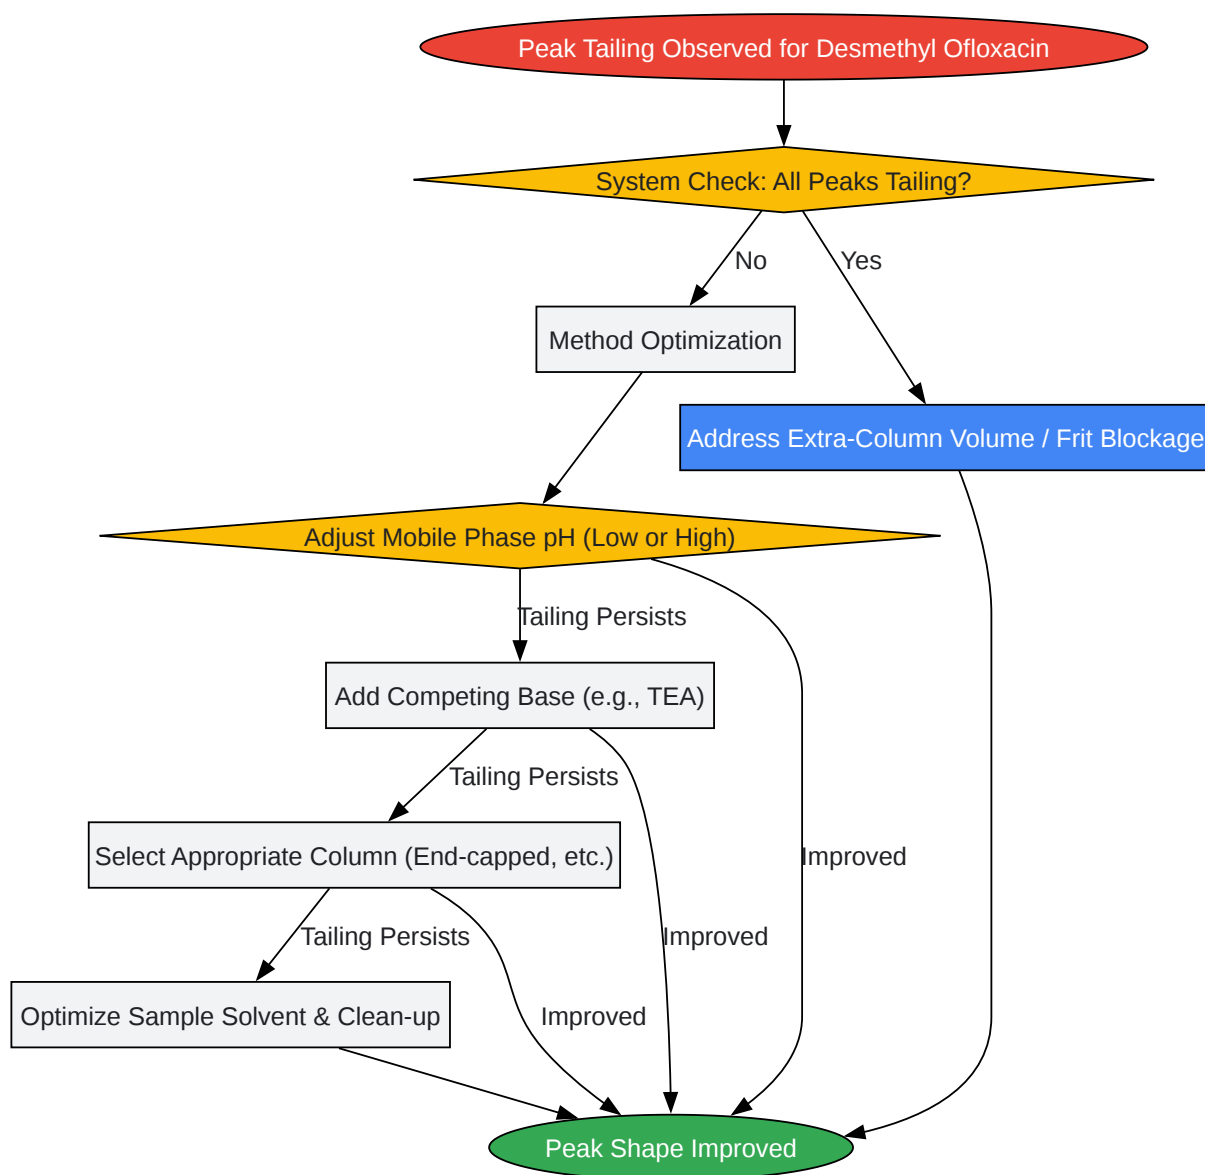 Peak Tailing Observed for Desmethyl Ofloxacin
System Check: All Peaks Tailing?
No
Yes
Method Optimization
Address Extra-Column Volume / Frit Blockage
Adjust Mobile Phase pH (Low or High)
Tailing Persists
Add Competing Base (e.g., TEA)
Tailing Persists
Select Appropriate Column (End-capped, etc.)
Improved
Tailing Persists
Improved
Optimize Sample Solvent & Clean-up
Improved
Peak Shape Improved